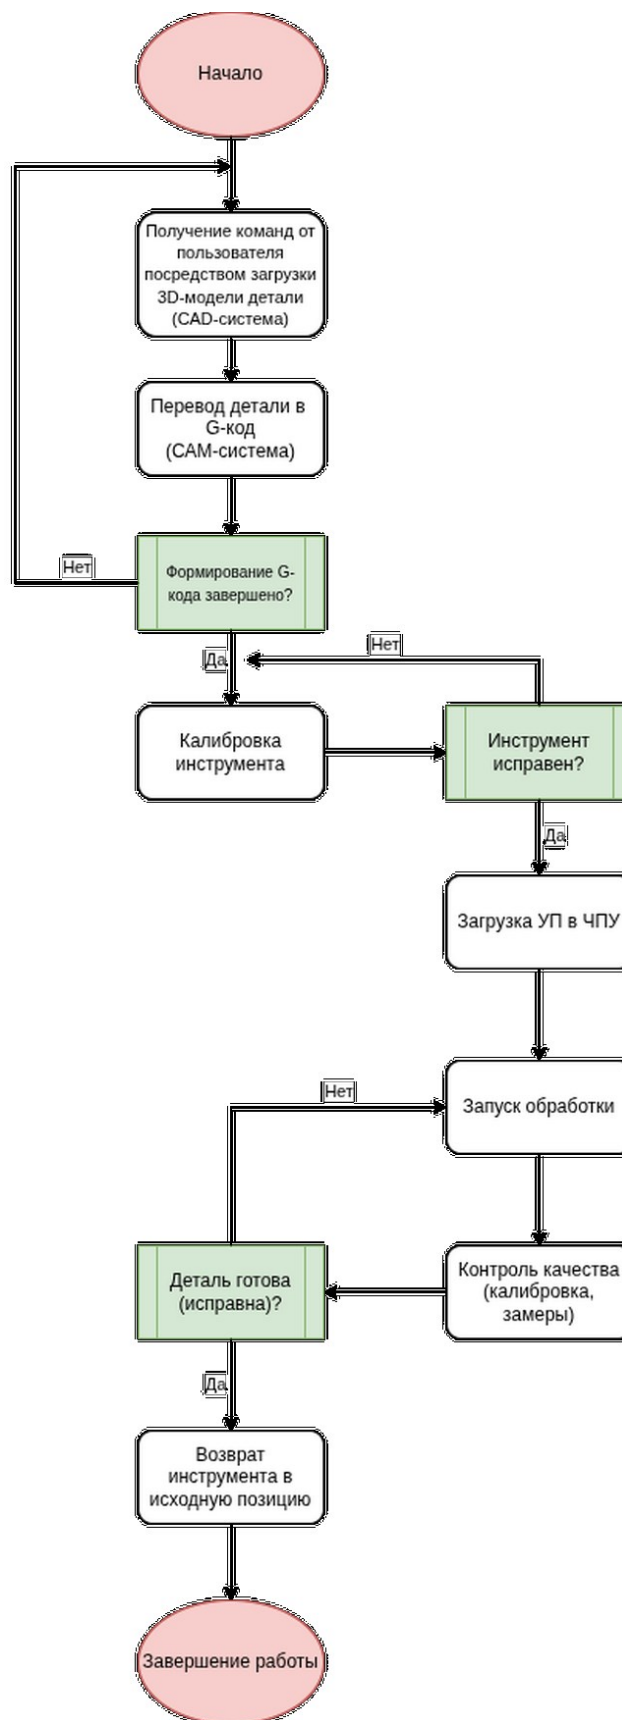 Начало
Получение команд от
пользователя
посредством загрузки
3D-модели детали
(CAD-система)
Перевод детали в
G-код
(CAM-система)
Нет
Формирование G-
кода завершено?
Да
Нет
Калибровка
инструмента
Инструмент
исправен?
Да
Загрузка УП в ЧПУ
Нет
Запуск обработки
Деталь готова
(исправна)?
Контроль качества
(калибровка,
замеры)
Да
Возврат
инструмента в
исходную позицию
Завершение работы